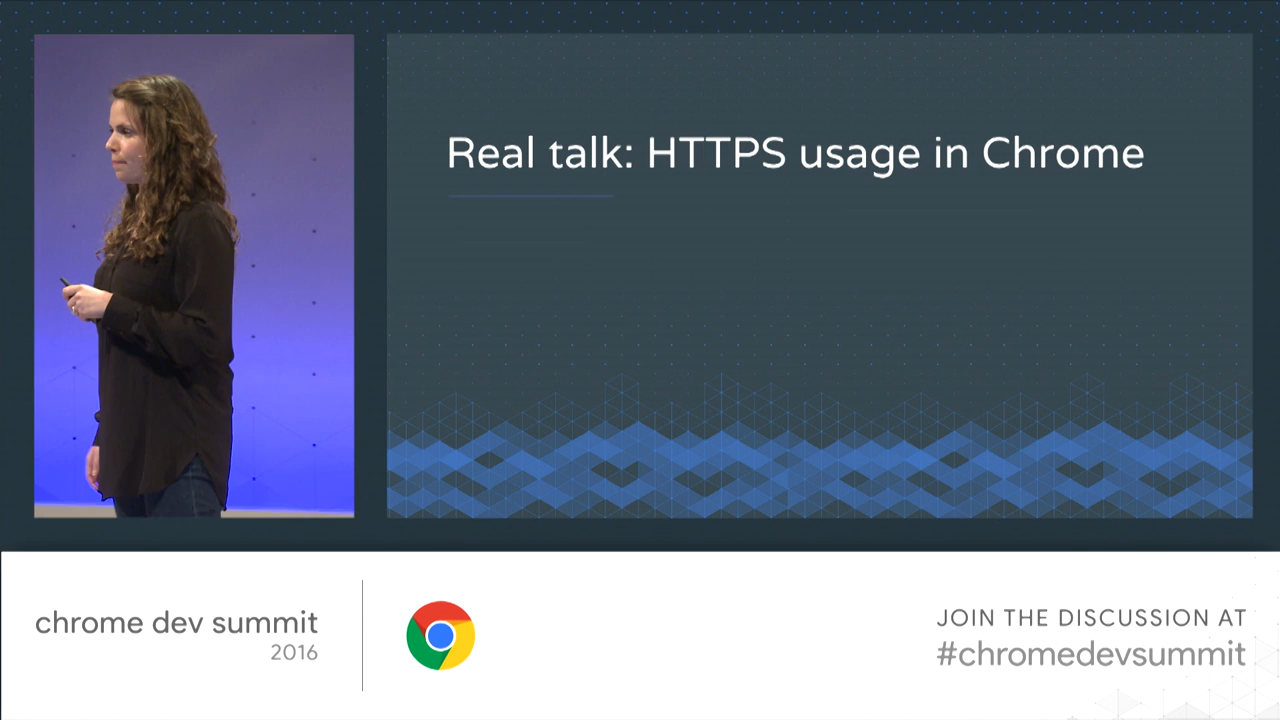 Real talk: HTTPS usage in Chrome
chrome dev summit
2016
JOIN THE DISCUSSION AT
#chromedevsummit